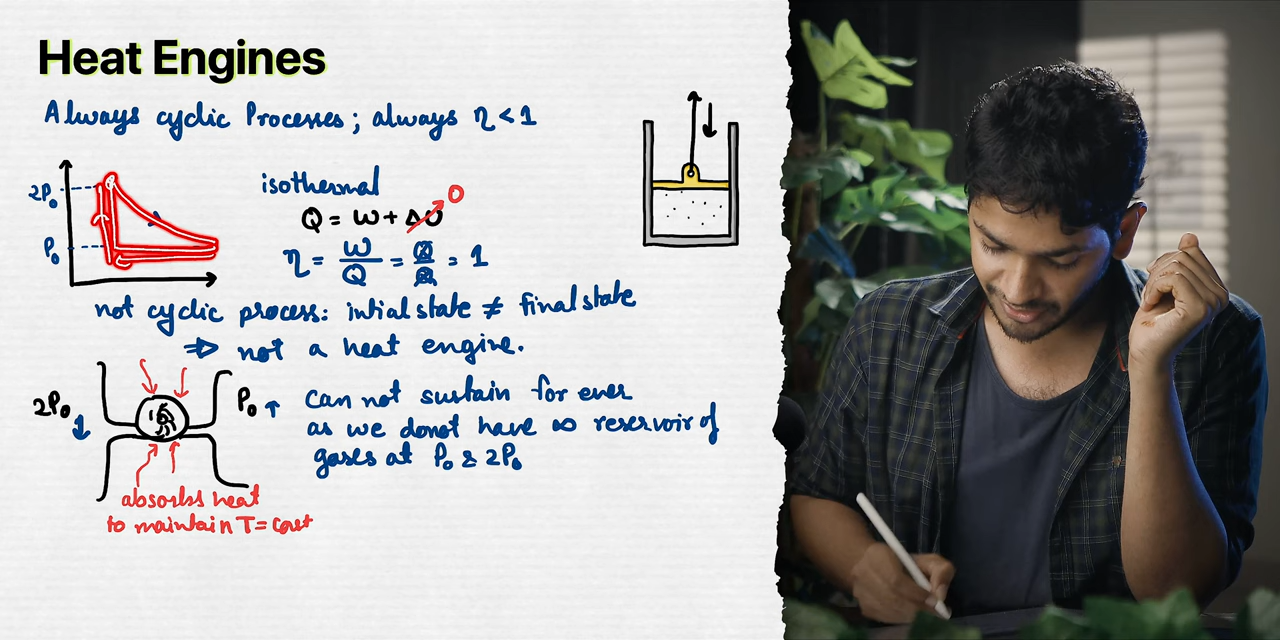 Heat Engines
Always cyclic Processes; always η < 1
2P₀
P₀
isothermal
Q = W + ΔU 0
η = W/Q = Q/Q = 1
not cyclic process: intial state ≠ final state
⇒ not a heat engine.
2P₀ ↓
P₀ ↑
can not sustain for ever
as we donot have ∞ reservoir of
gases at P₀ & 2P₀
absorbs heat
to maintain T = const